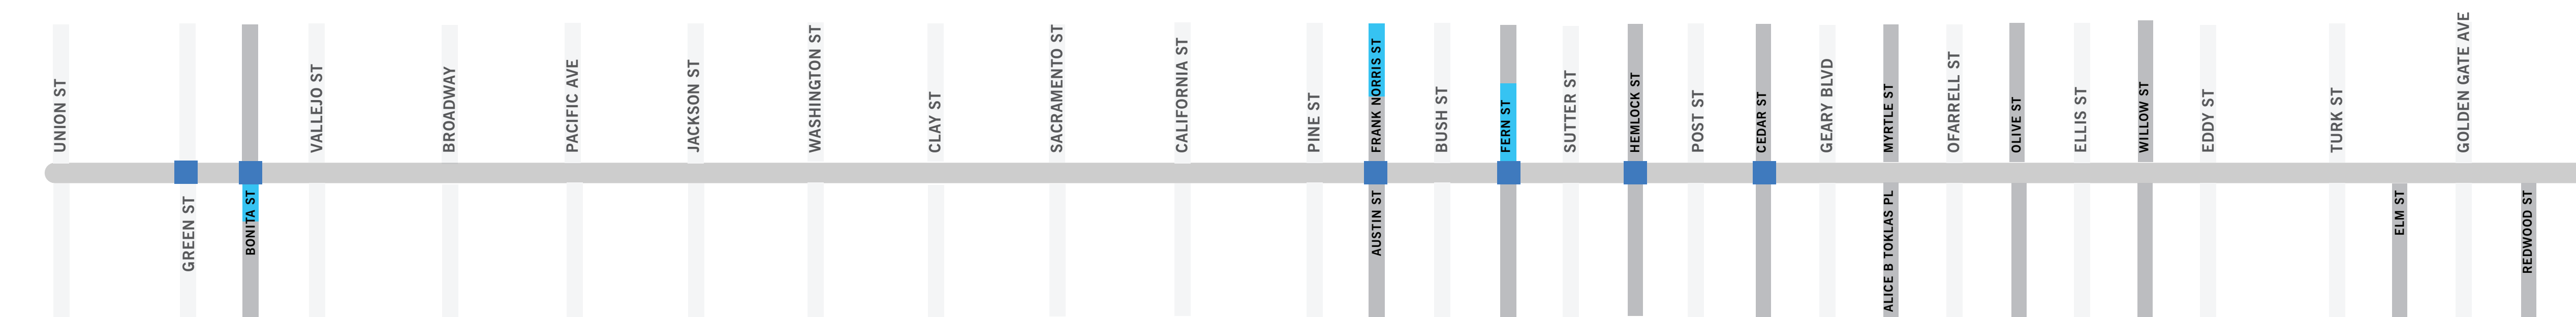 UNION ST
GREEN ST
BONITA ST
VALLEJO ST
BROADWAY
PACIFIC AVE
JACKSON ST
WASHINGTON ST
CLAY ST
SACRAMENTO ST
CALIFORNIA ST
PINE ST
FRANK NORRIS ST
AUSTIN ST
BUSH ST
FERN ST
SUTTER ST
HEMLOCK ST
POST ST
CEDAR ST
GEARY BLVD
MYRTLE ST
ALICE B TOKLAS PL
OFARRELL ST
OLIVE ST
ELLIS ST
WILLOW ST
EDDY ST
TURK ST
ELM ST
GOLDEN GATE AVE
REDWOOD ST